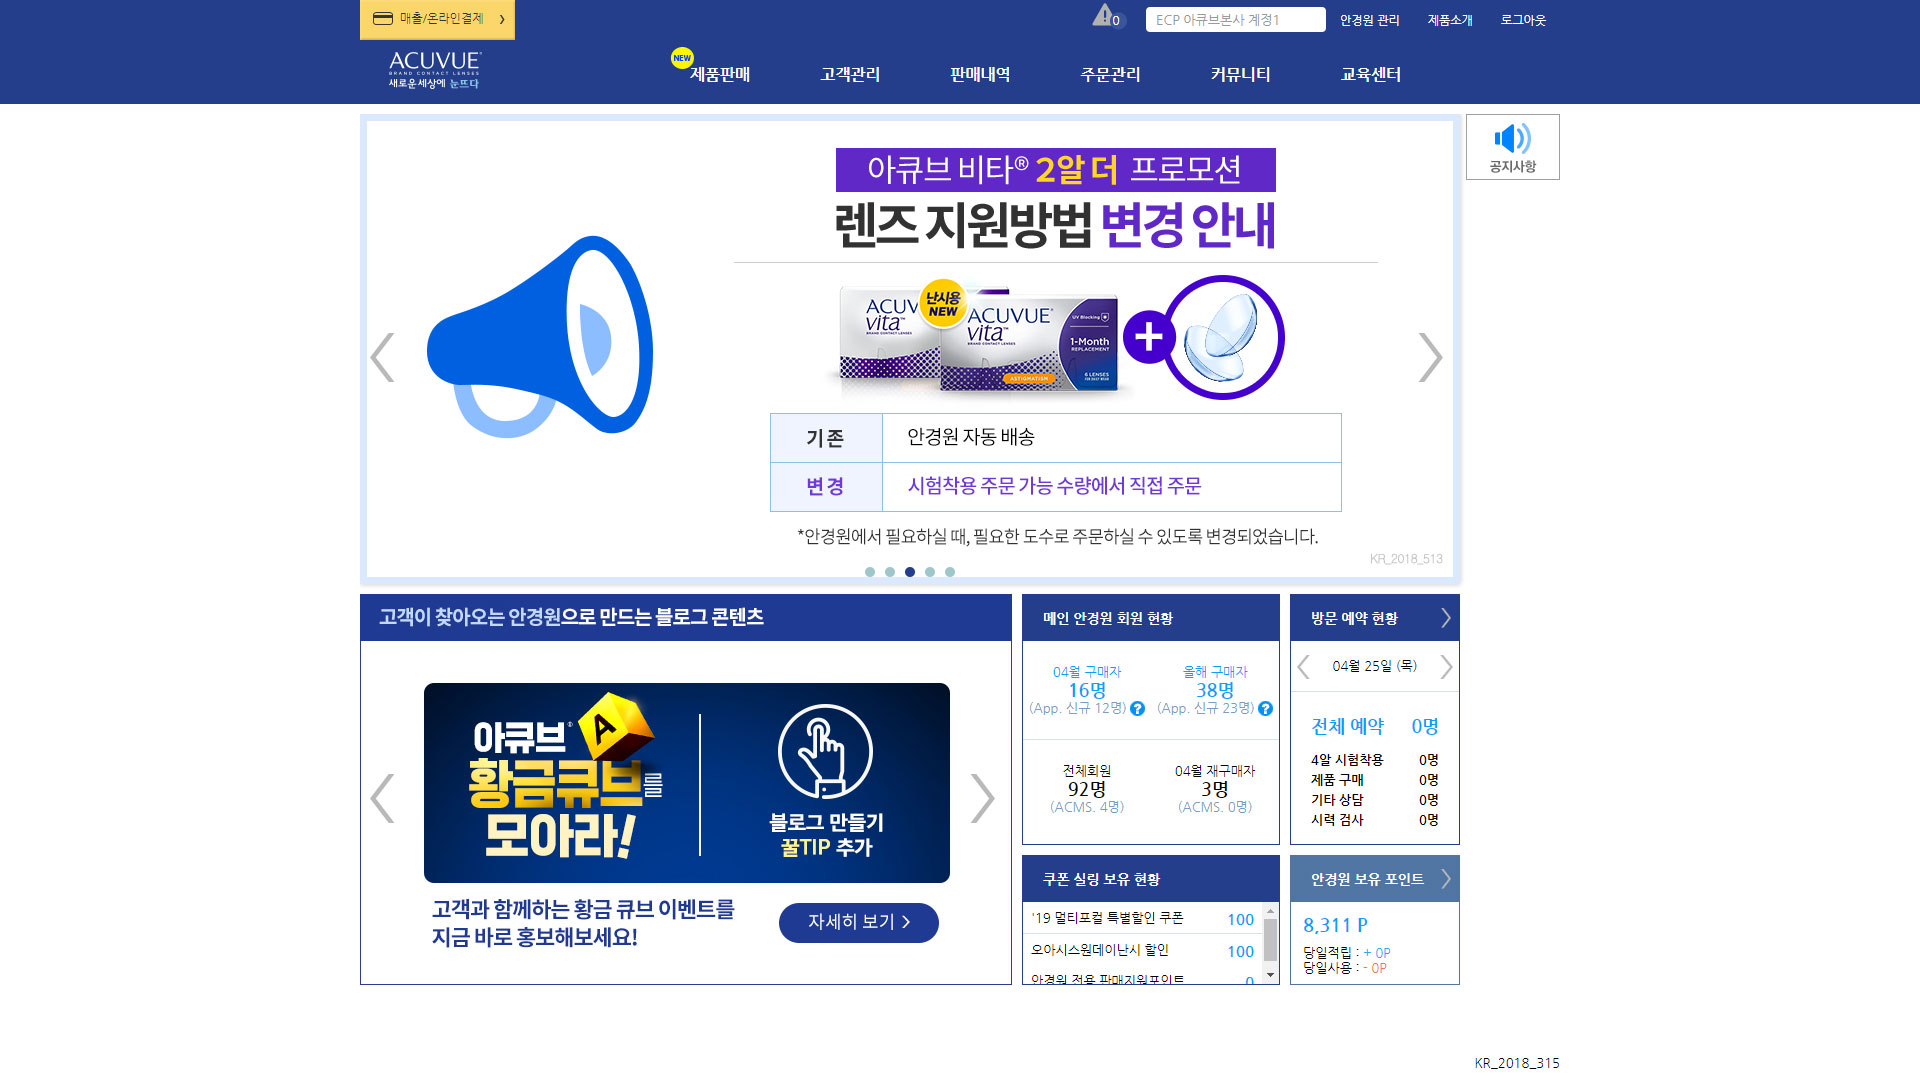 매출/온라인결제
0
ECP 아큐브본사 계정1
안경원 관리
제품소개
로그아웃
ACUVUE®
BRAND CONTACT LENSES
새로운 세상에 눈뜨다
NEW
제품판매
고객관리
판매내역
주문관리
커뮤니티
교육센터
공지사항
아큐브 비타® 2알 더 프로모션
렌즈 지원방법 변경 안내
ACUV
vita™
BRAND CONTACT LENSES
난시용
NEW
ACUVUE®
vita™
BRAND CONTACT LENSES
UV Blocking
1-Month
REPLACEMENT
ASTIGMATISM
6 LENSES
FOR DAILY WEAR
+
기존
안경원 자동 배송
변경
시험착용 주문 가능 수량에서 직접 주문
*안경원에서 필요하실 때, 필요한 도수로 주문하실 수 있도록 변경되었습니다.
KR_2018_513
고객이 찾아오는 안경원으로 만드는 블로그 콘텐츠
아큐브®
A
황금큐브를
모아라!
블로그 만들기
꿀TIP 추가
고객과 함께하는 황금 큐브 이벤트를
지금 바로 홍보해보세요!
자세히 보기 >
메인 안경원 회원 현황
04월 구매자
16명
(App. 신규 12명) ?
올해 구매자
38명
(App. 신규 23명) ?
전체회원
92명
(ACMS. 4명)
04월 재구매자
3명
(ACMS. 0명)
방문 예약 현황
04월 25일 (목)
전체 예약 0명
4알 시험착용 0명
제품 구매 0명
기타 상담 0명
시력 검사 0명
쿠폰 실링 보유 현황
'19 멀티포컬 특별할인 쿠폰 100
오아시스원데이난시 할인 100
안경원 전용 판매지원포인트 0
안경원 보유 포인트
8,311 P
당일적립 : + 0P
당일사용 : - 0P
KR_2018_315